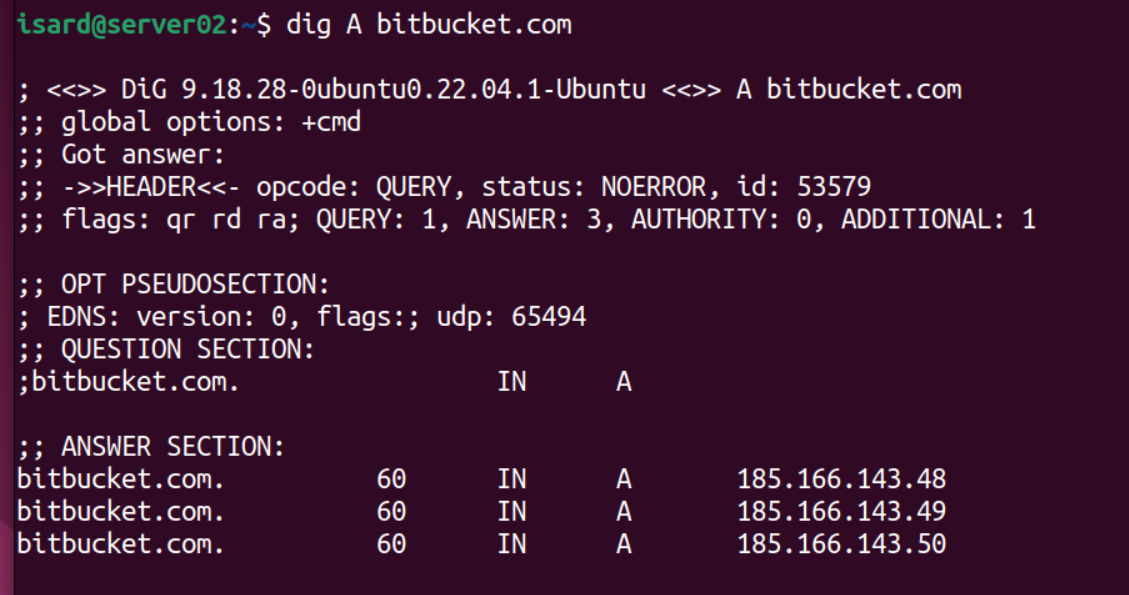 isard@server02:~$ dig A bitbucket.com
; <<>> DiG 9.18.28-0ubuntu0.22.04.1-Ubuntu <<>> A bitbucket.com
;; global options: +cmd
;; Got answer:
;; ->>HEADER<<- opcode: QUERY, status: NOERROR, id: 53579
;; flags: qr rd ra; QUERY: 1, ANSWER: 3, AUTHORITY: 0, ADDITIONAL: 1
;; OPT PSEUDOSECTION:
; EDNS: version: 0, flags:; udp: 65494
;; QUESTION SECTION:
;bitbucket.com. IN A
;; ANSWER SECTION:
bitbucket.com. 60 IN A 185.166.143.48
bitbucket.com. 60 IN A 185.166.143.49
bitbucket.com. 60 IN A 185.166.143.50